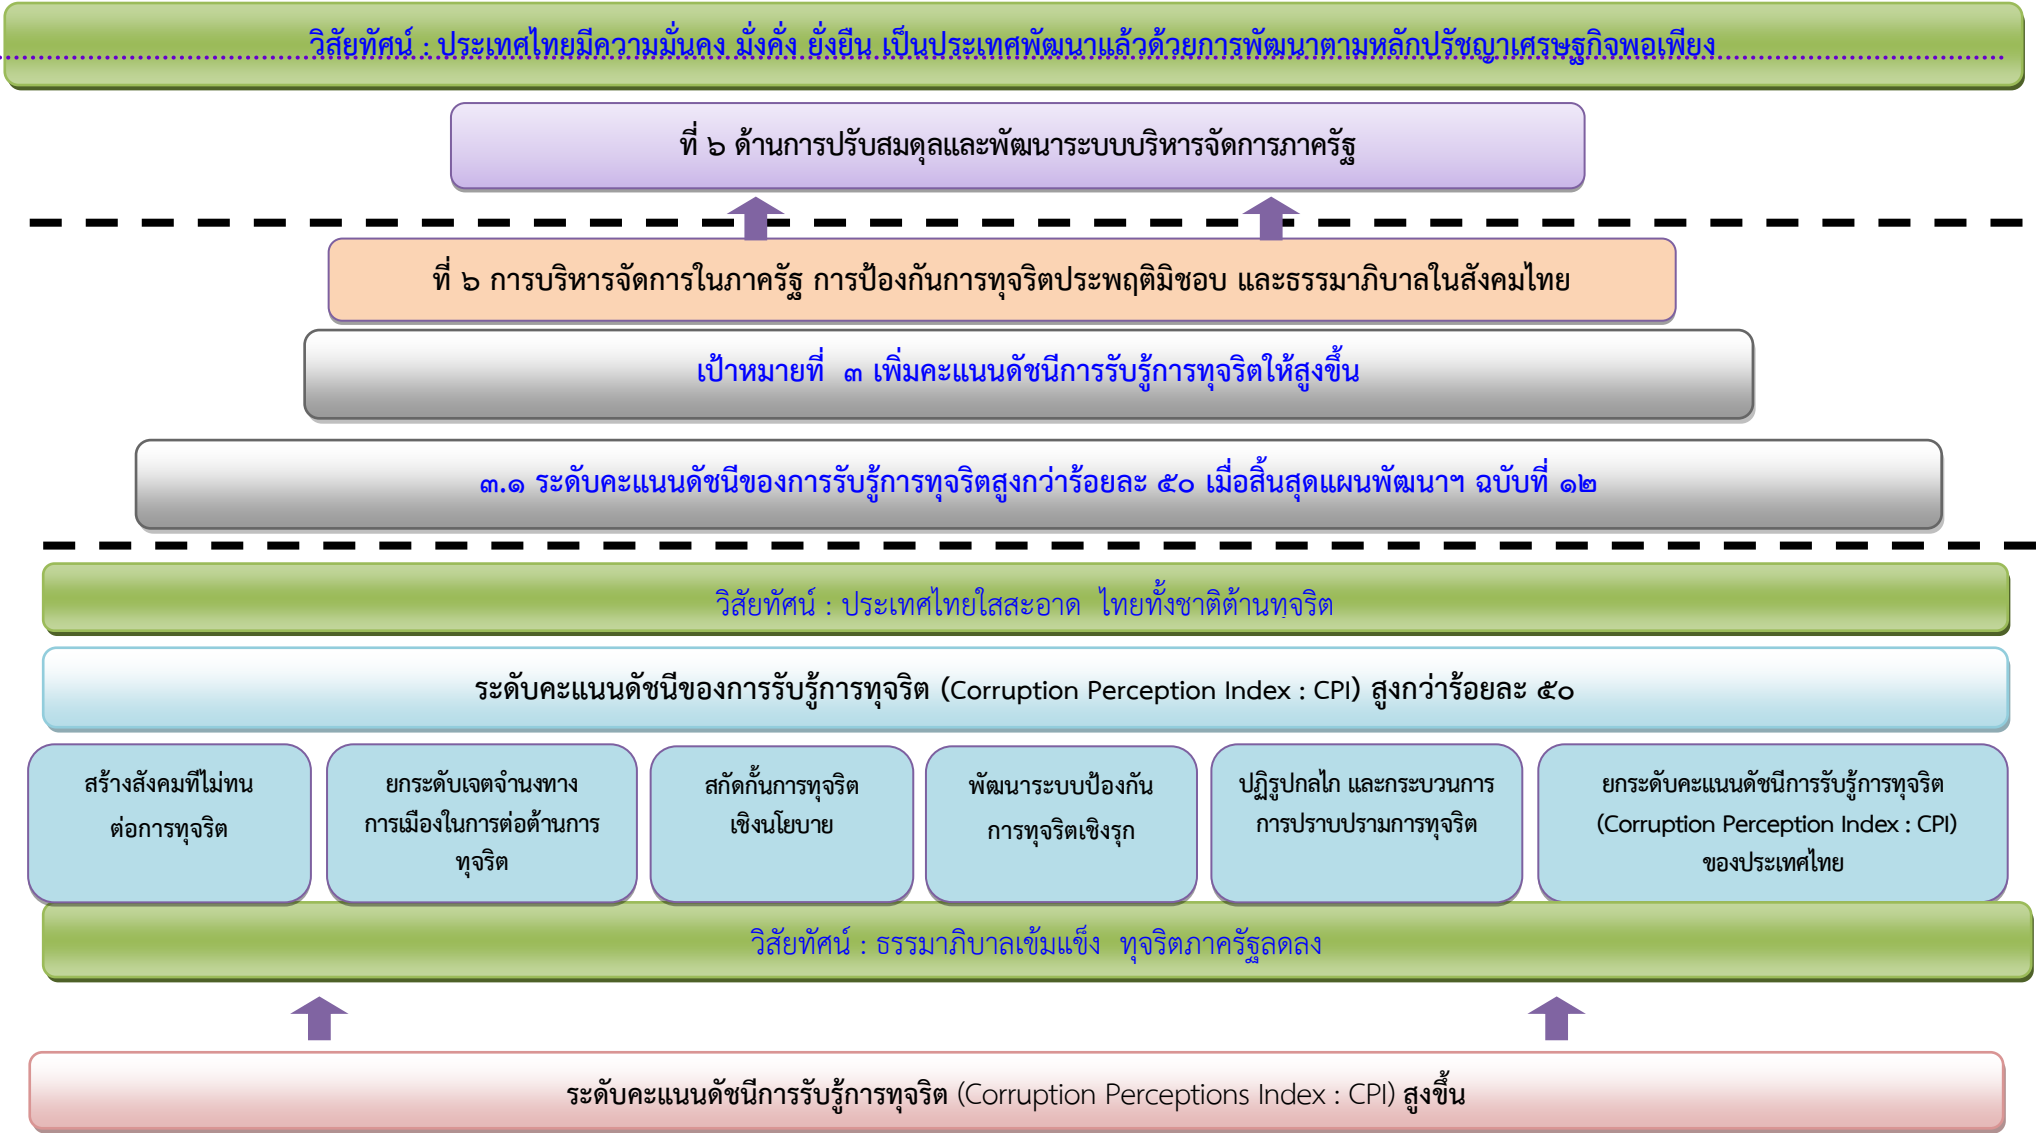 วิสัยทัศน์ : ประเทศไทยมีความมั่นคง มั่งคั่ง ยั่งยืน เป็นประเทศพัฒนาแล้วด้วยการพัฒนาตามหลักปรัชญาเศรษฐกิจพอเพียง
ที่ ๖ ด้านการปรับสมดุลและพัฒนาระบบบริหารจัดการภาครัฐ
ที่ ๖ การบริหารจัดการในภาครัฐ การป้องกันการทุจริตประพฤติมิชอบ และธรรมาภิบาลในสังคมไทย
เป้าหมายที่ ๓ เพิ่มคะแนนดัชนีการรับรู้การทุจริตให้สูงขึ้น
๓.๑ ระดับคะแนนดัชนีของการรับรู้การทุจริตสูงกว่าร้อยละ ๕๐ เมื่อสิ้นสุดแผนพัฒนาฯ ฉบับที่ ๑๒
วิสัยทัศน์ : ประเทศไทยใสสะอาด ไทยทั้งชาติต้านทุจริต
ระดับคะแนนดัชนีของการรับรู้การทุจริต (Corruption Perception Index : CPI) สูงกว่าร้อยละ ๕๐
สร้างสังคมที่ไม่ทน
ต่อการทุจริต
ยกระดับเจตจำนงทาง
การเมืองในการต่อต้านการ
ทุจริต
สกัดกั้นการทุจริต
เชิงนโยบาย
พัฒนาระบบป้องกัน
การทุจริตเชิงรุก
ปฏิรูปกลไก และกระบวนการ
การปราบปรามการทุจริต
ยกระดับคะแนนดัชนีการรับรู้การทุจริต
(Corruption Perception Index : CPI)
ของประเทศไทย
วิสัยทัศน์ : ธรรมาภิบาลเข้มแข็ง ทุจริตภาครัฐลดลง
ระดับคะแนนดัชนีการรับรู้การทุจริต (Corruption Perceptions Index : CPI) สูงขึ้น